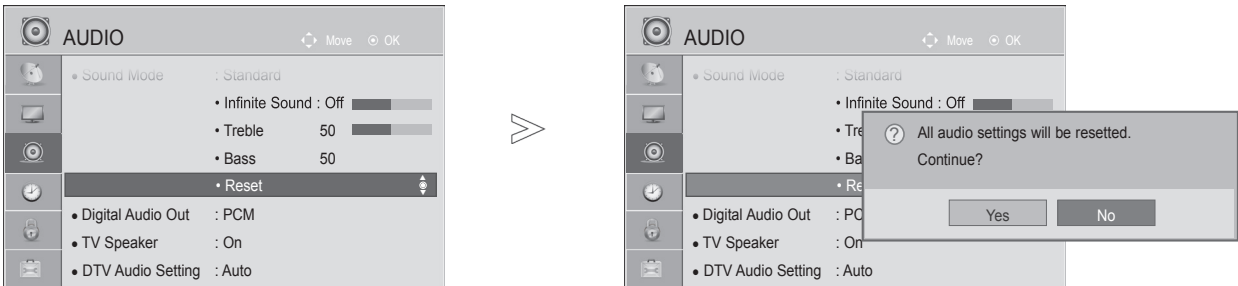 AUDIO Move OK
• Sound Mode : Standard
• Infinite Sound : Off
• Treble 50
• Bass 50
• Reset
• Digital Audio Out : PCM
• TV Speaker : On
• DTV Audio Setting : Auto
AUDIO Move OK
• Sound Mode : Standard
• Infinite Sound : Off
• Tre
• Ba
• Re
• Digital Audio Out : PC
• TV Speaker : On
• DTV Audio Setting : Auto
? All audio settings will be resetted.
Continue?
Yes No